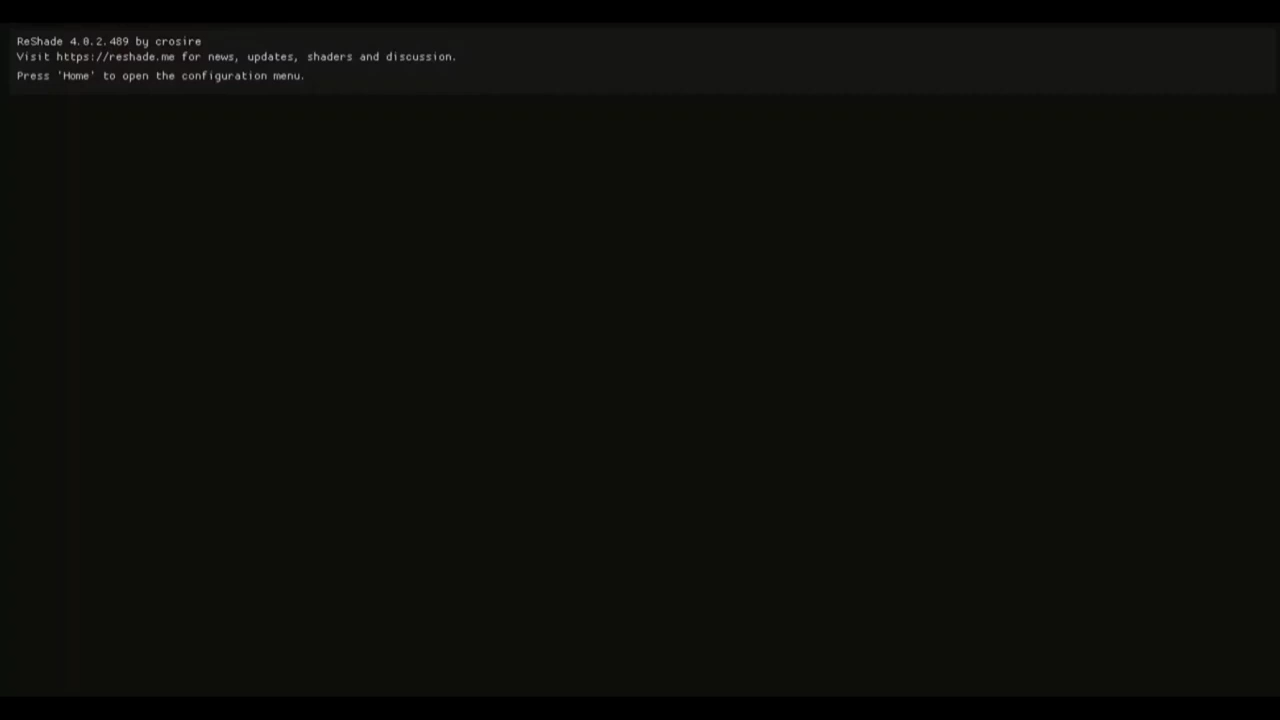 ReShade 4.0.2.489 by crosire
Visit https://reshade.me for news, updates, shaders and discussion.
Press 'Home' to open the configuration menu.